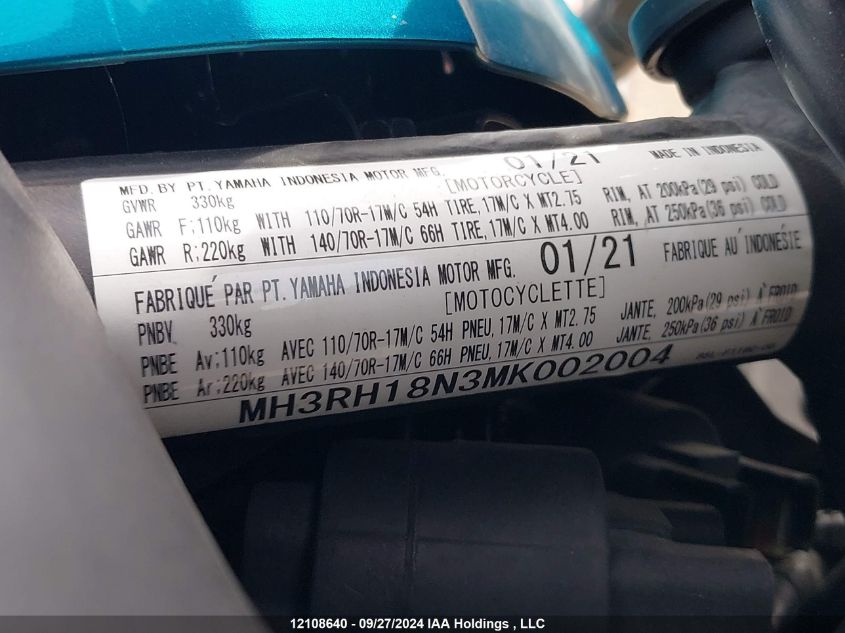 MFD. BY PT. YAMAHA INDONESIA MOTOR MFG. 01/21 MADE IN INDONESIA
GVWR 330kg [MOTORCYCLE]
GAWR F;110kg WITH 110/70R-17M/C 54H TIRE, 17M/C X MT2.75 RIM, AT 200kPa(29 psi) COLD
GAWR R;220kg WITH 140/70R-17M/C 66H TIRE, 17M/C X MT4.00 RIM, AT 250kPa(36 psi) COLD
FABRIQUÉ PAR PT. YAMAHA INDONESIA MOTOR MFG. 01/21 FABRIQUE AU INDONÉSIE
[MOTOCYCLETTE]
PNBV 330kg
PNBE Av;110kg AVEC 110/70R-17M/C 54H PNEU, 17M/C X MT2.75 JANTE, 200kPa(29 psi) À FROID
PNBE Ar;220kg AVEC 140/70R-17M/C 66H PNEU, 17M/C X MT4.00 JANTE, 250kPa(36 psi) À FROID
MH3RH18N3MK002004
12108640 - 09/27/2024 IAA Holdings , LLC